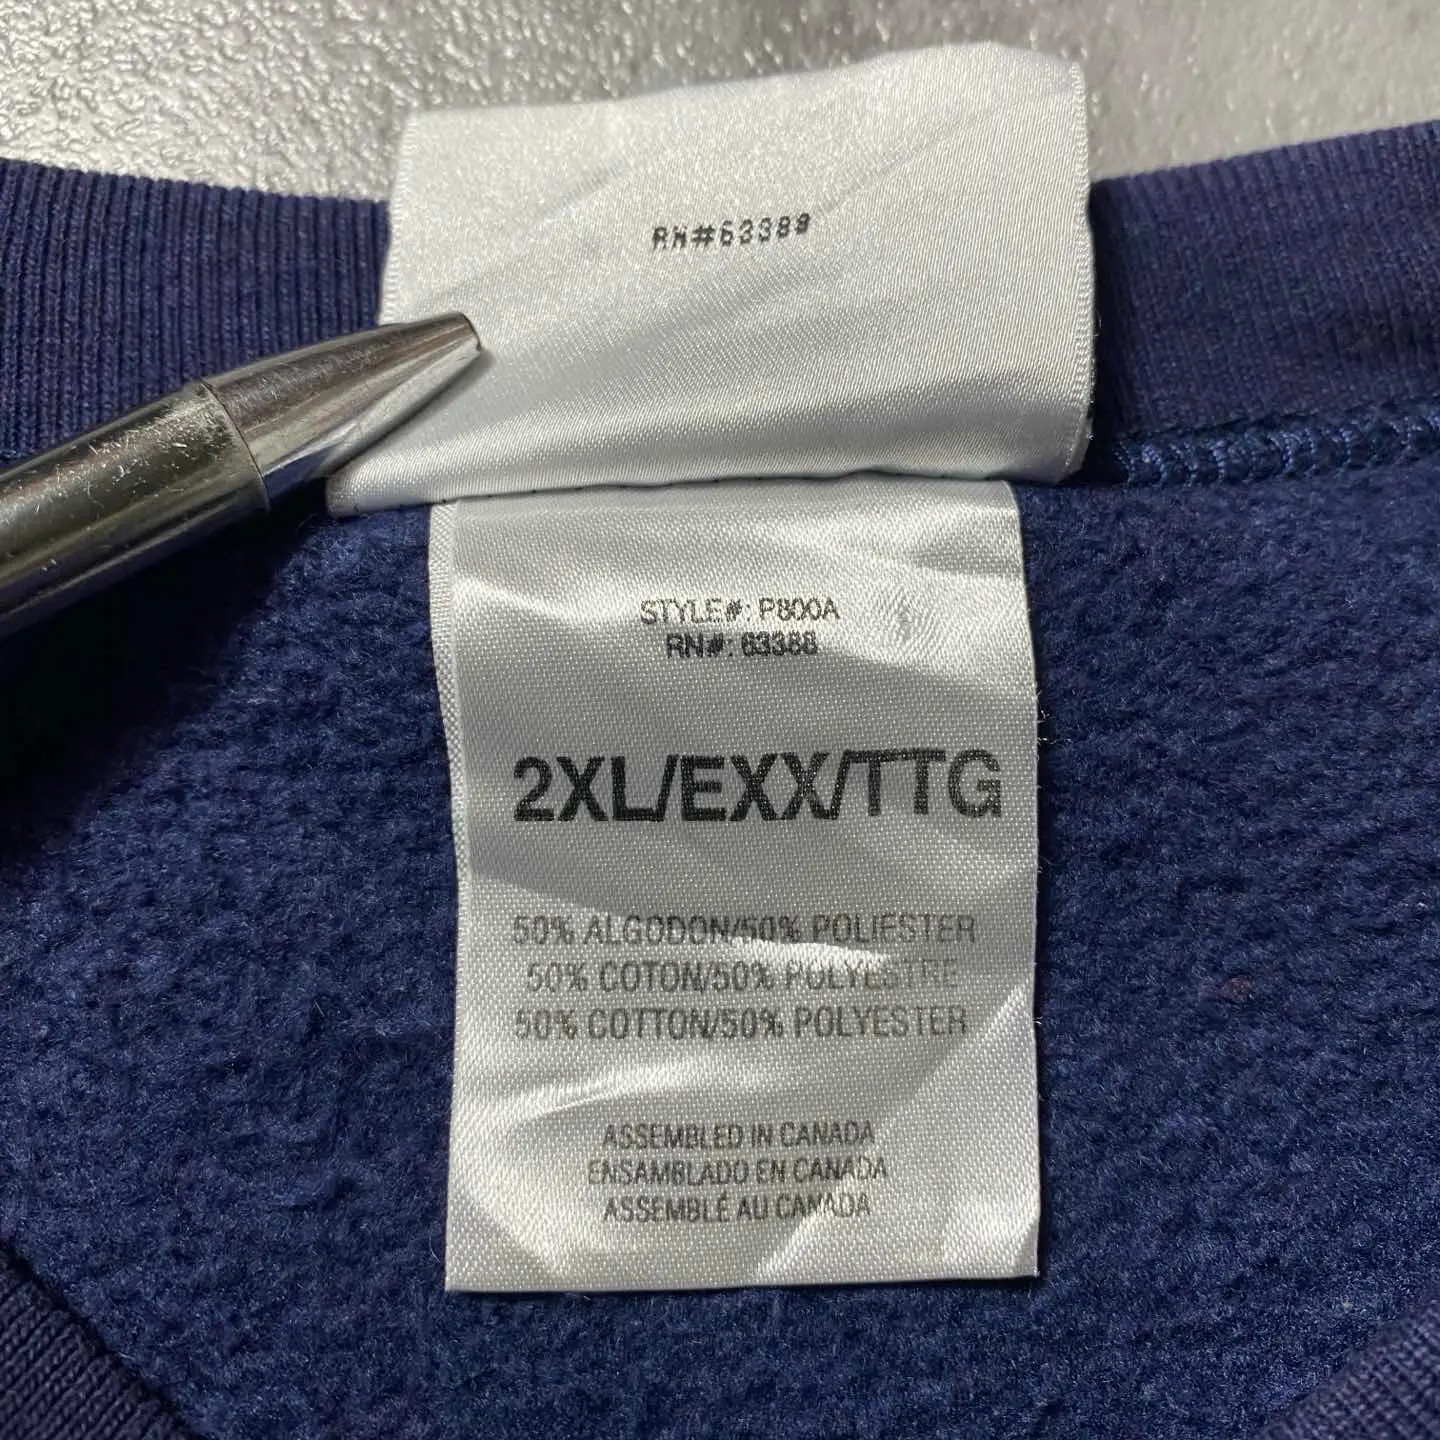 RN#63388
STYLE#: P800A
RN#: 63388
2XL/EXX/TTG
50% ALGODON/50% POLIESTER
50% COTON/50% POLYESTRE
50% COTTON/50% POLYESTER
ASSEMBLED IN CANADA
ENSAMBLADO EN CANADA
ASSEMBLÉ AU CANADA